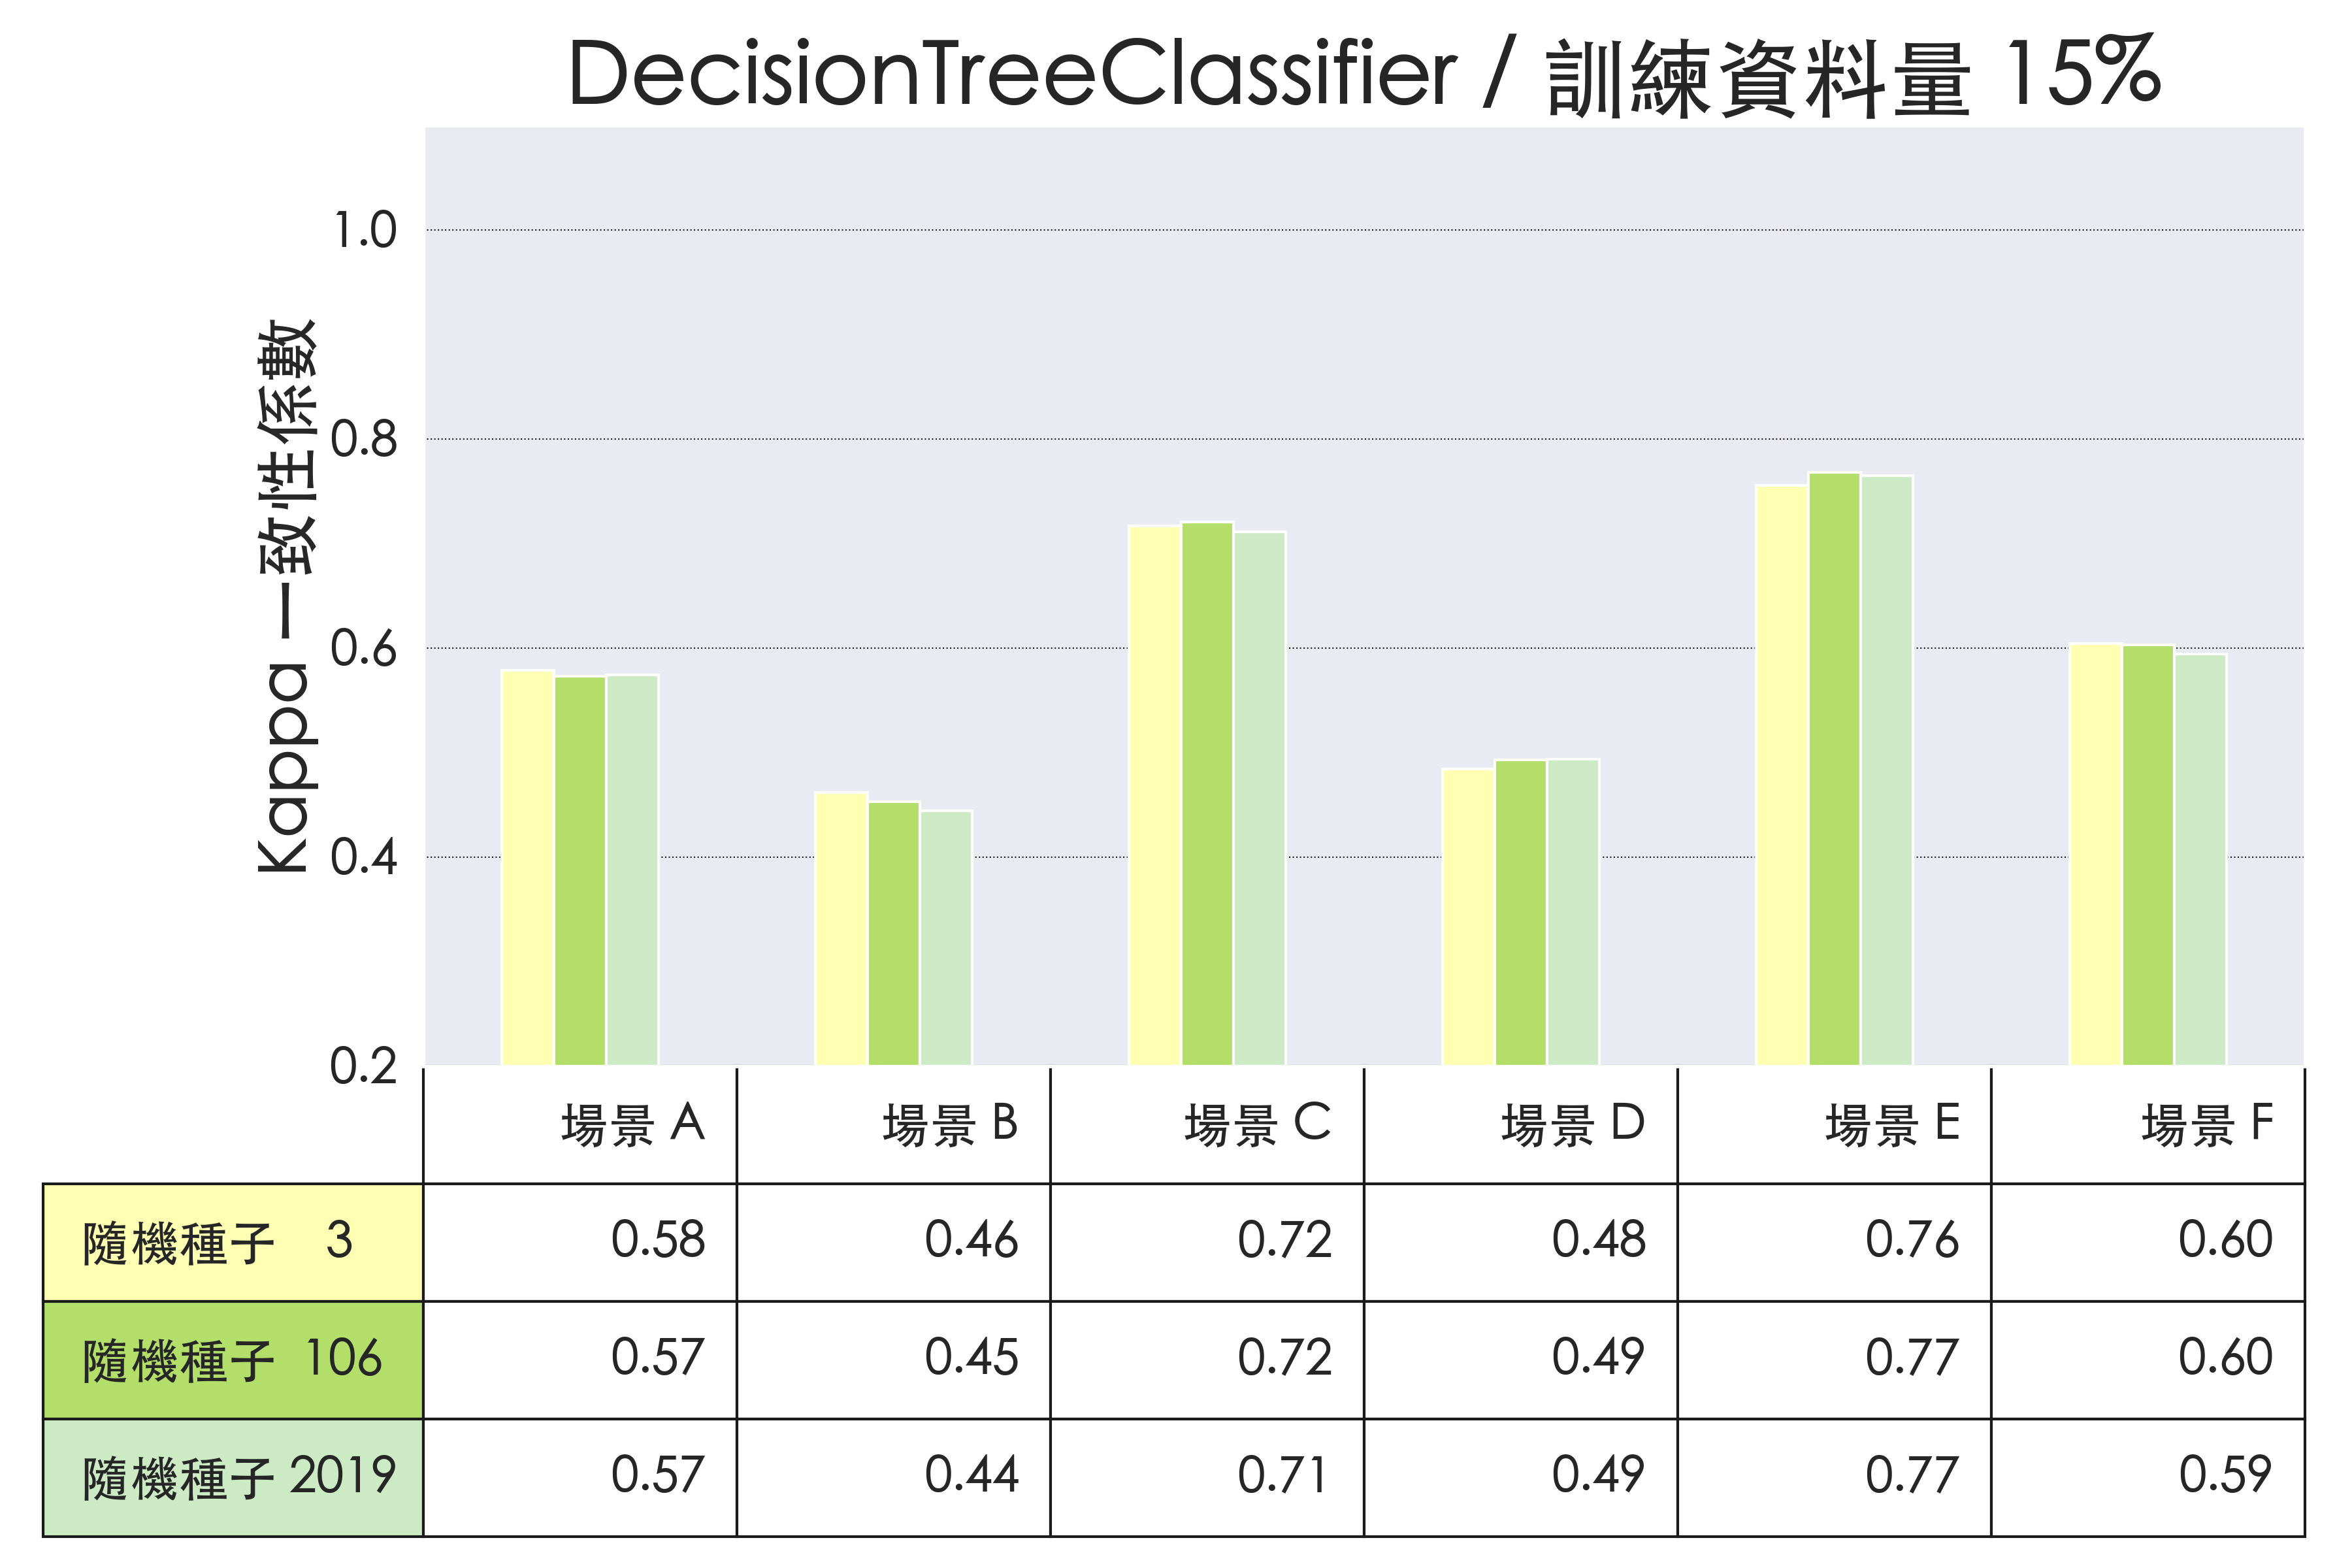 DecisionTreeClassifier / 訓練資料量 15%
Kappa 一致性係數
1.0
0.8
0.6
0.4
0.2
場景 A 場景 B 場景 C 場景 D 場景 E 場景 F
隨機種子 3 0.58 0.46 0.72 0.48 0.76 0.60
隨機種子 106 0.57 0.45 0.72 0.49 0.77 0.60
隨機種子 2019 0.57 0.44 0.71 0.49 0.77 0.59